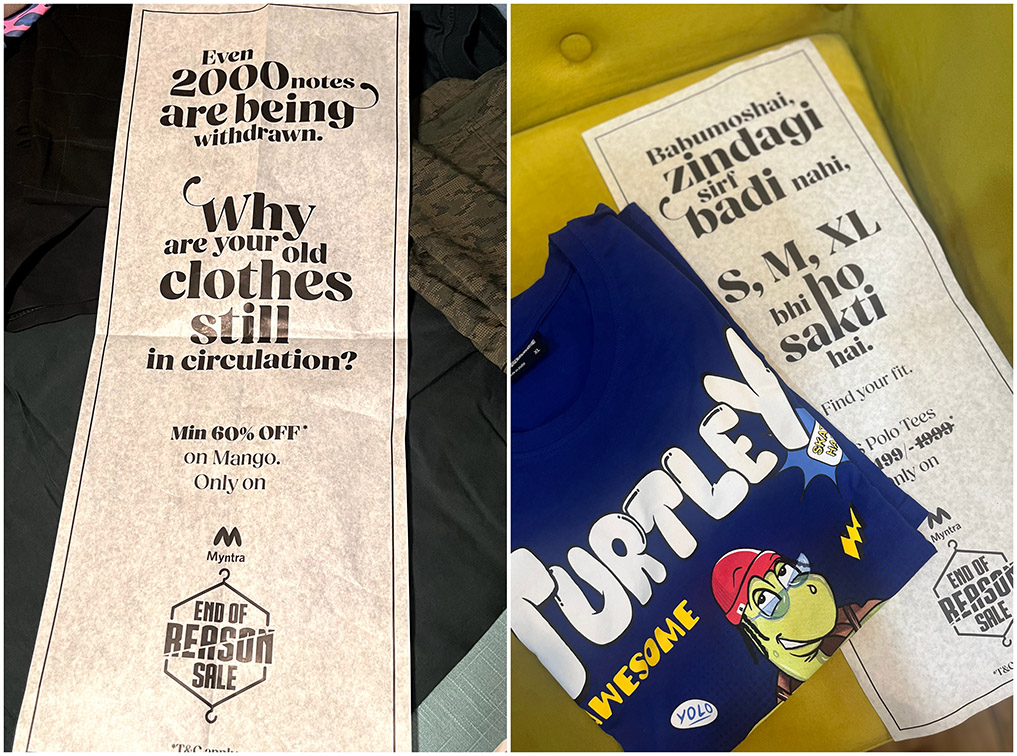 Even
2000 notes
are being
withdrawn.
Why
are your old
clothes
still
in circulation?
Min 60% OFF*
on Mango.
Only on
Myntra
END OF
REASON
SALE
Babumoshai,
zindagi
sirf
badi nahi,
S, M, XL
bhi ho
sakti
hai.
Find your fit.
Polo Tees
1999*
only on
Myntra
END OF
REASON
SALE
*T&C
XL
TURTLEY
AWESOME
YOLO